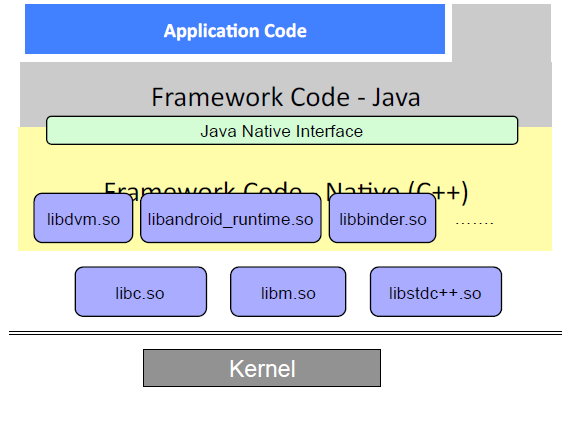 Application Code
Framework Code - Java
Java Native Interface
Framework Code - Native (C++)
libdvm.so
libandroid_runtime.so
libbinder.so
.......
libc.so
libm.so
libstdc++.so
Kernel